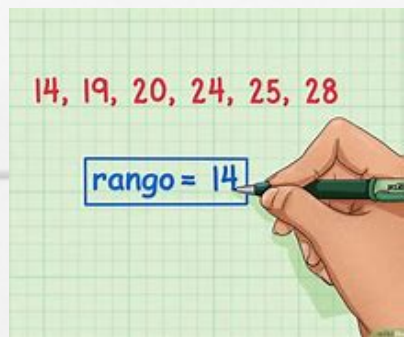 14, 19, 20, 24, 25, 28
rango = 14